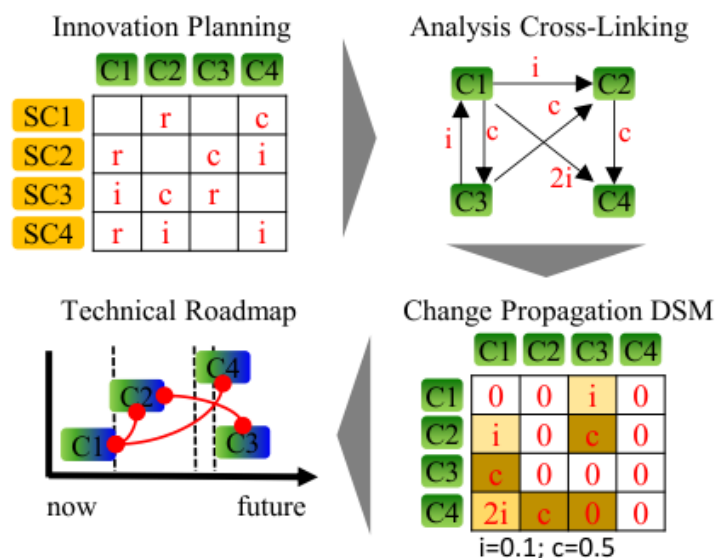 Innovation Planning
C1 C2 C3 C4
SC1 r c
SC2 r c i
SC3 i c r
SC4 r i i
Analysis Cross-Linking
C1 i C2
i c c c
C3 2i C4
Technical Roadmap
C4
C2
C1 C3
now future
Change Propagation DSM
C1 C2 C3 C4
C1 0 0 i 0
C2 i 0 c 0
C3 c 0 0 0
C4 2i c 0 0
i=0.1; c=0.5